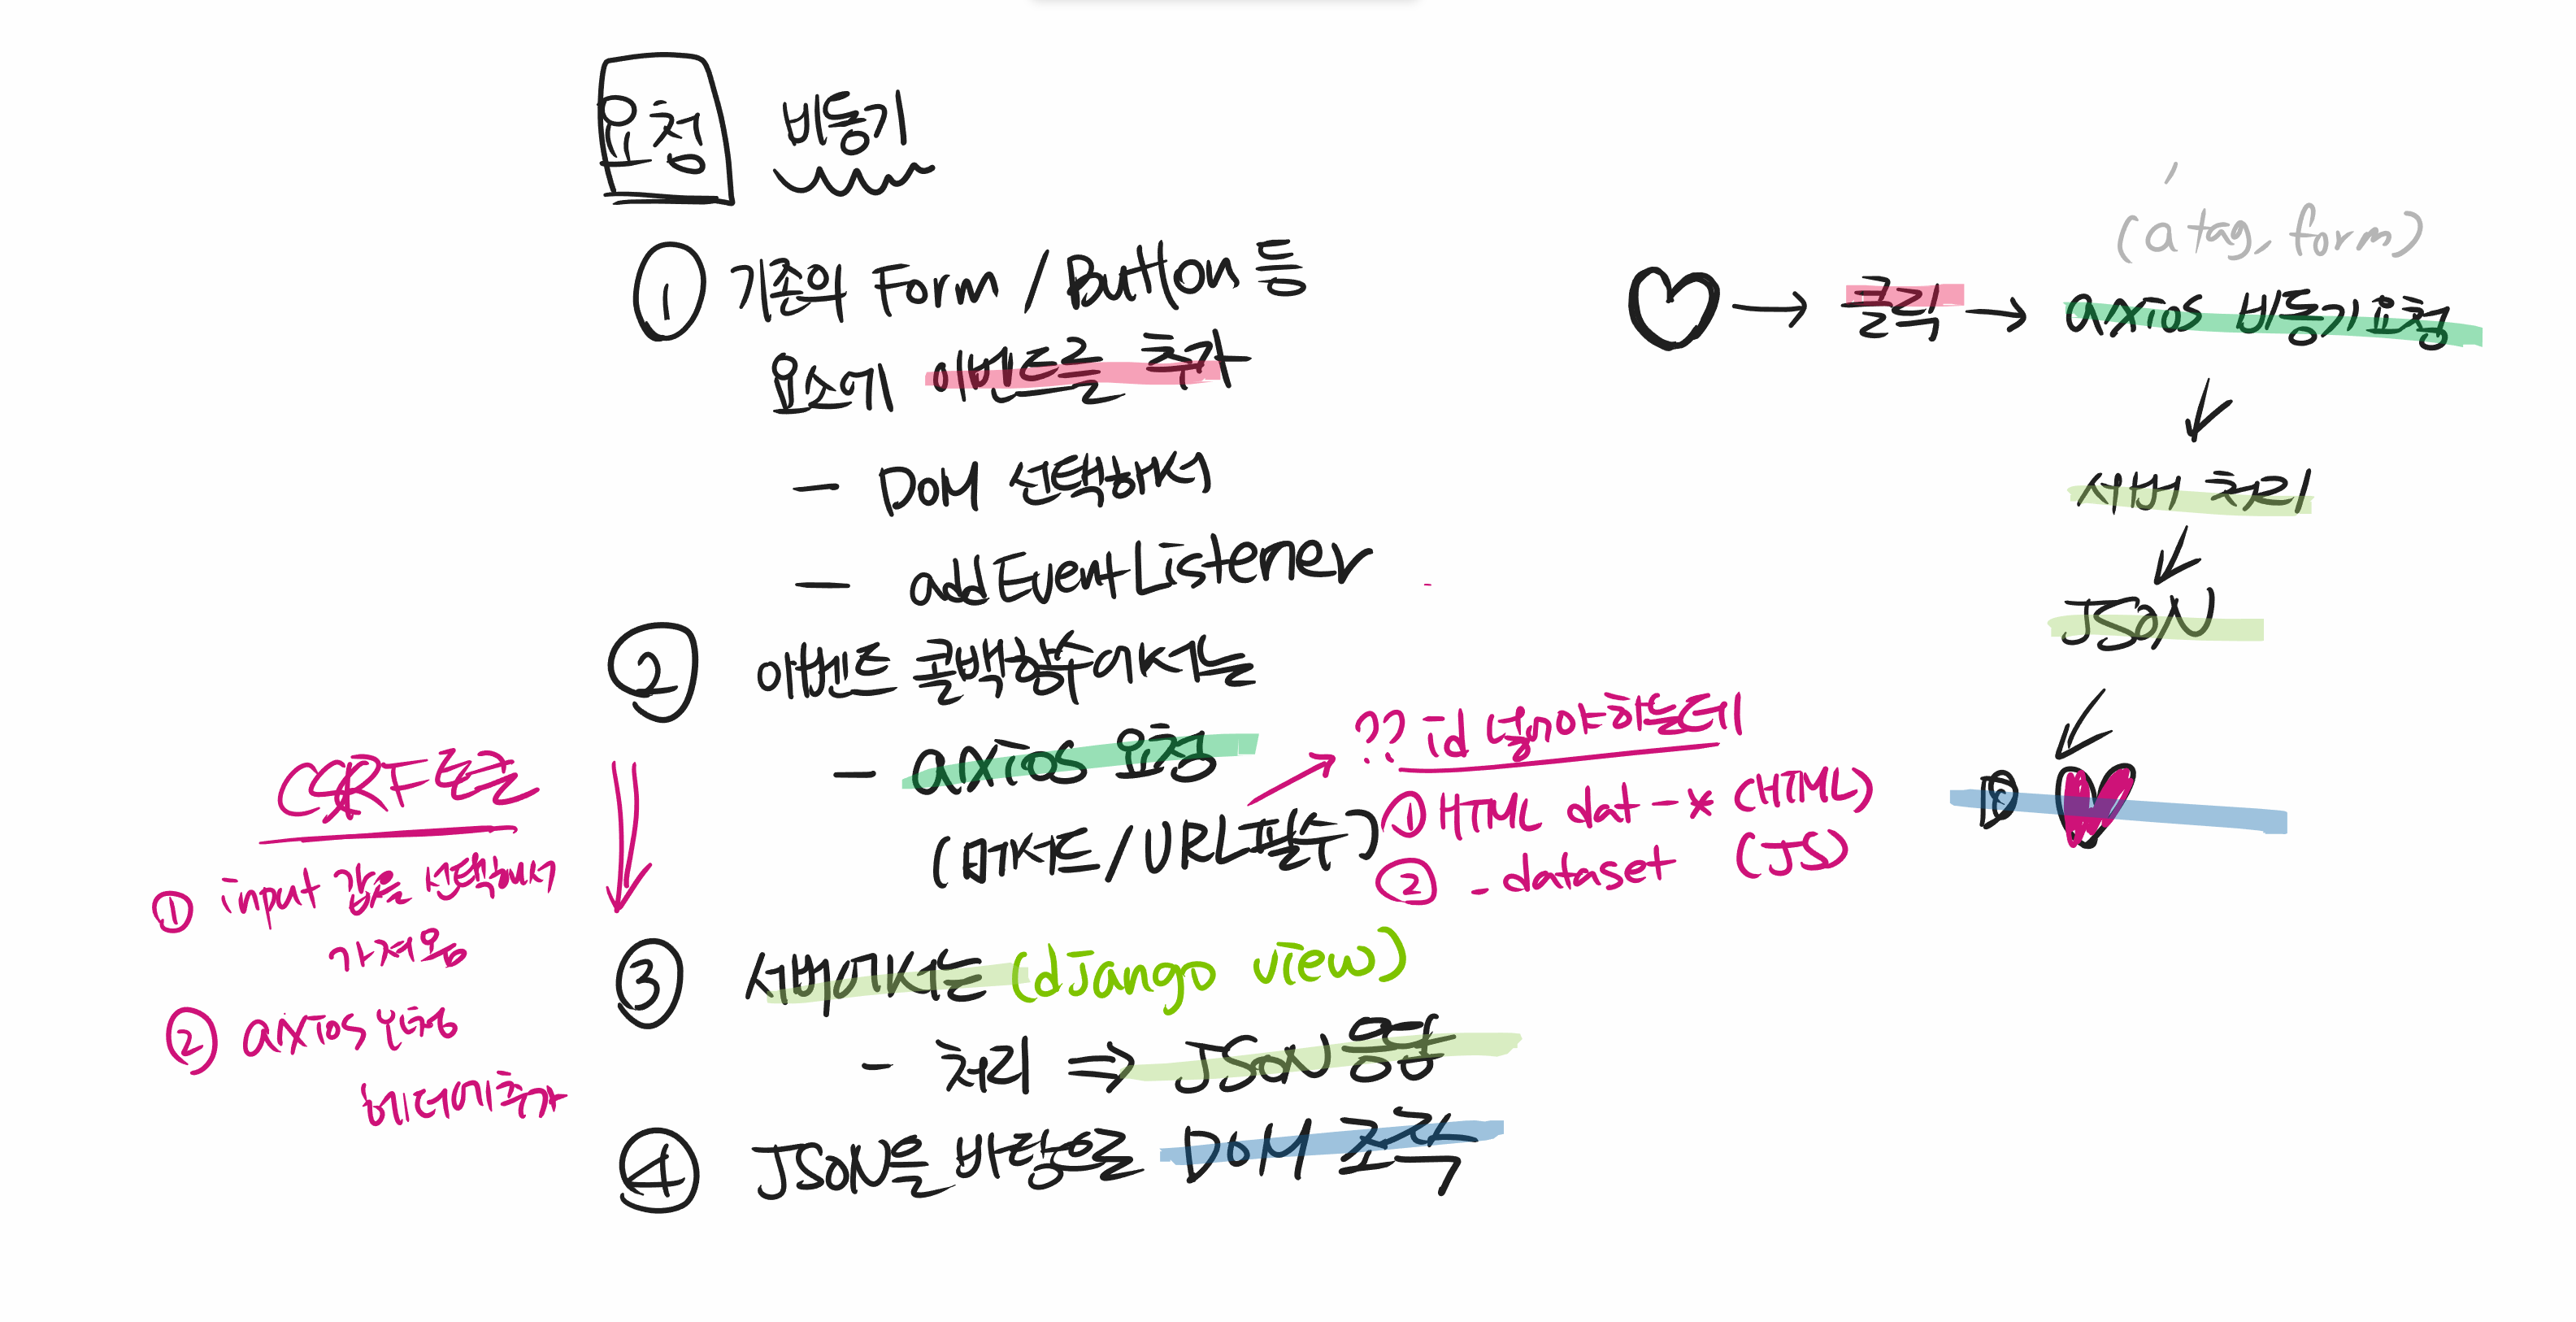 요청 비동기
① 기존의 Form / Button 등
요소에 이벤트를 추가
- DOM 선택해서
- addEventListener
② 이벤트 콜백함수에서는
- axios 요청
(메서드/URL필수)
?? id 넣어야하는데
① HTML dat-* (HTML)
② -dataset (JS)
CSRF토큰
① input 값을 선택해서
가져옴
② axios 요청
헤더에추가
③ 서버에서는 (django view)
- 처리 ⇒ JSON 응답
④ JSON을 바탕으로 DOM 조작
(a tag, form)
♡ → 클릭 → axios 비동기요청
서버 처리
JSON